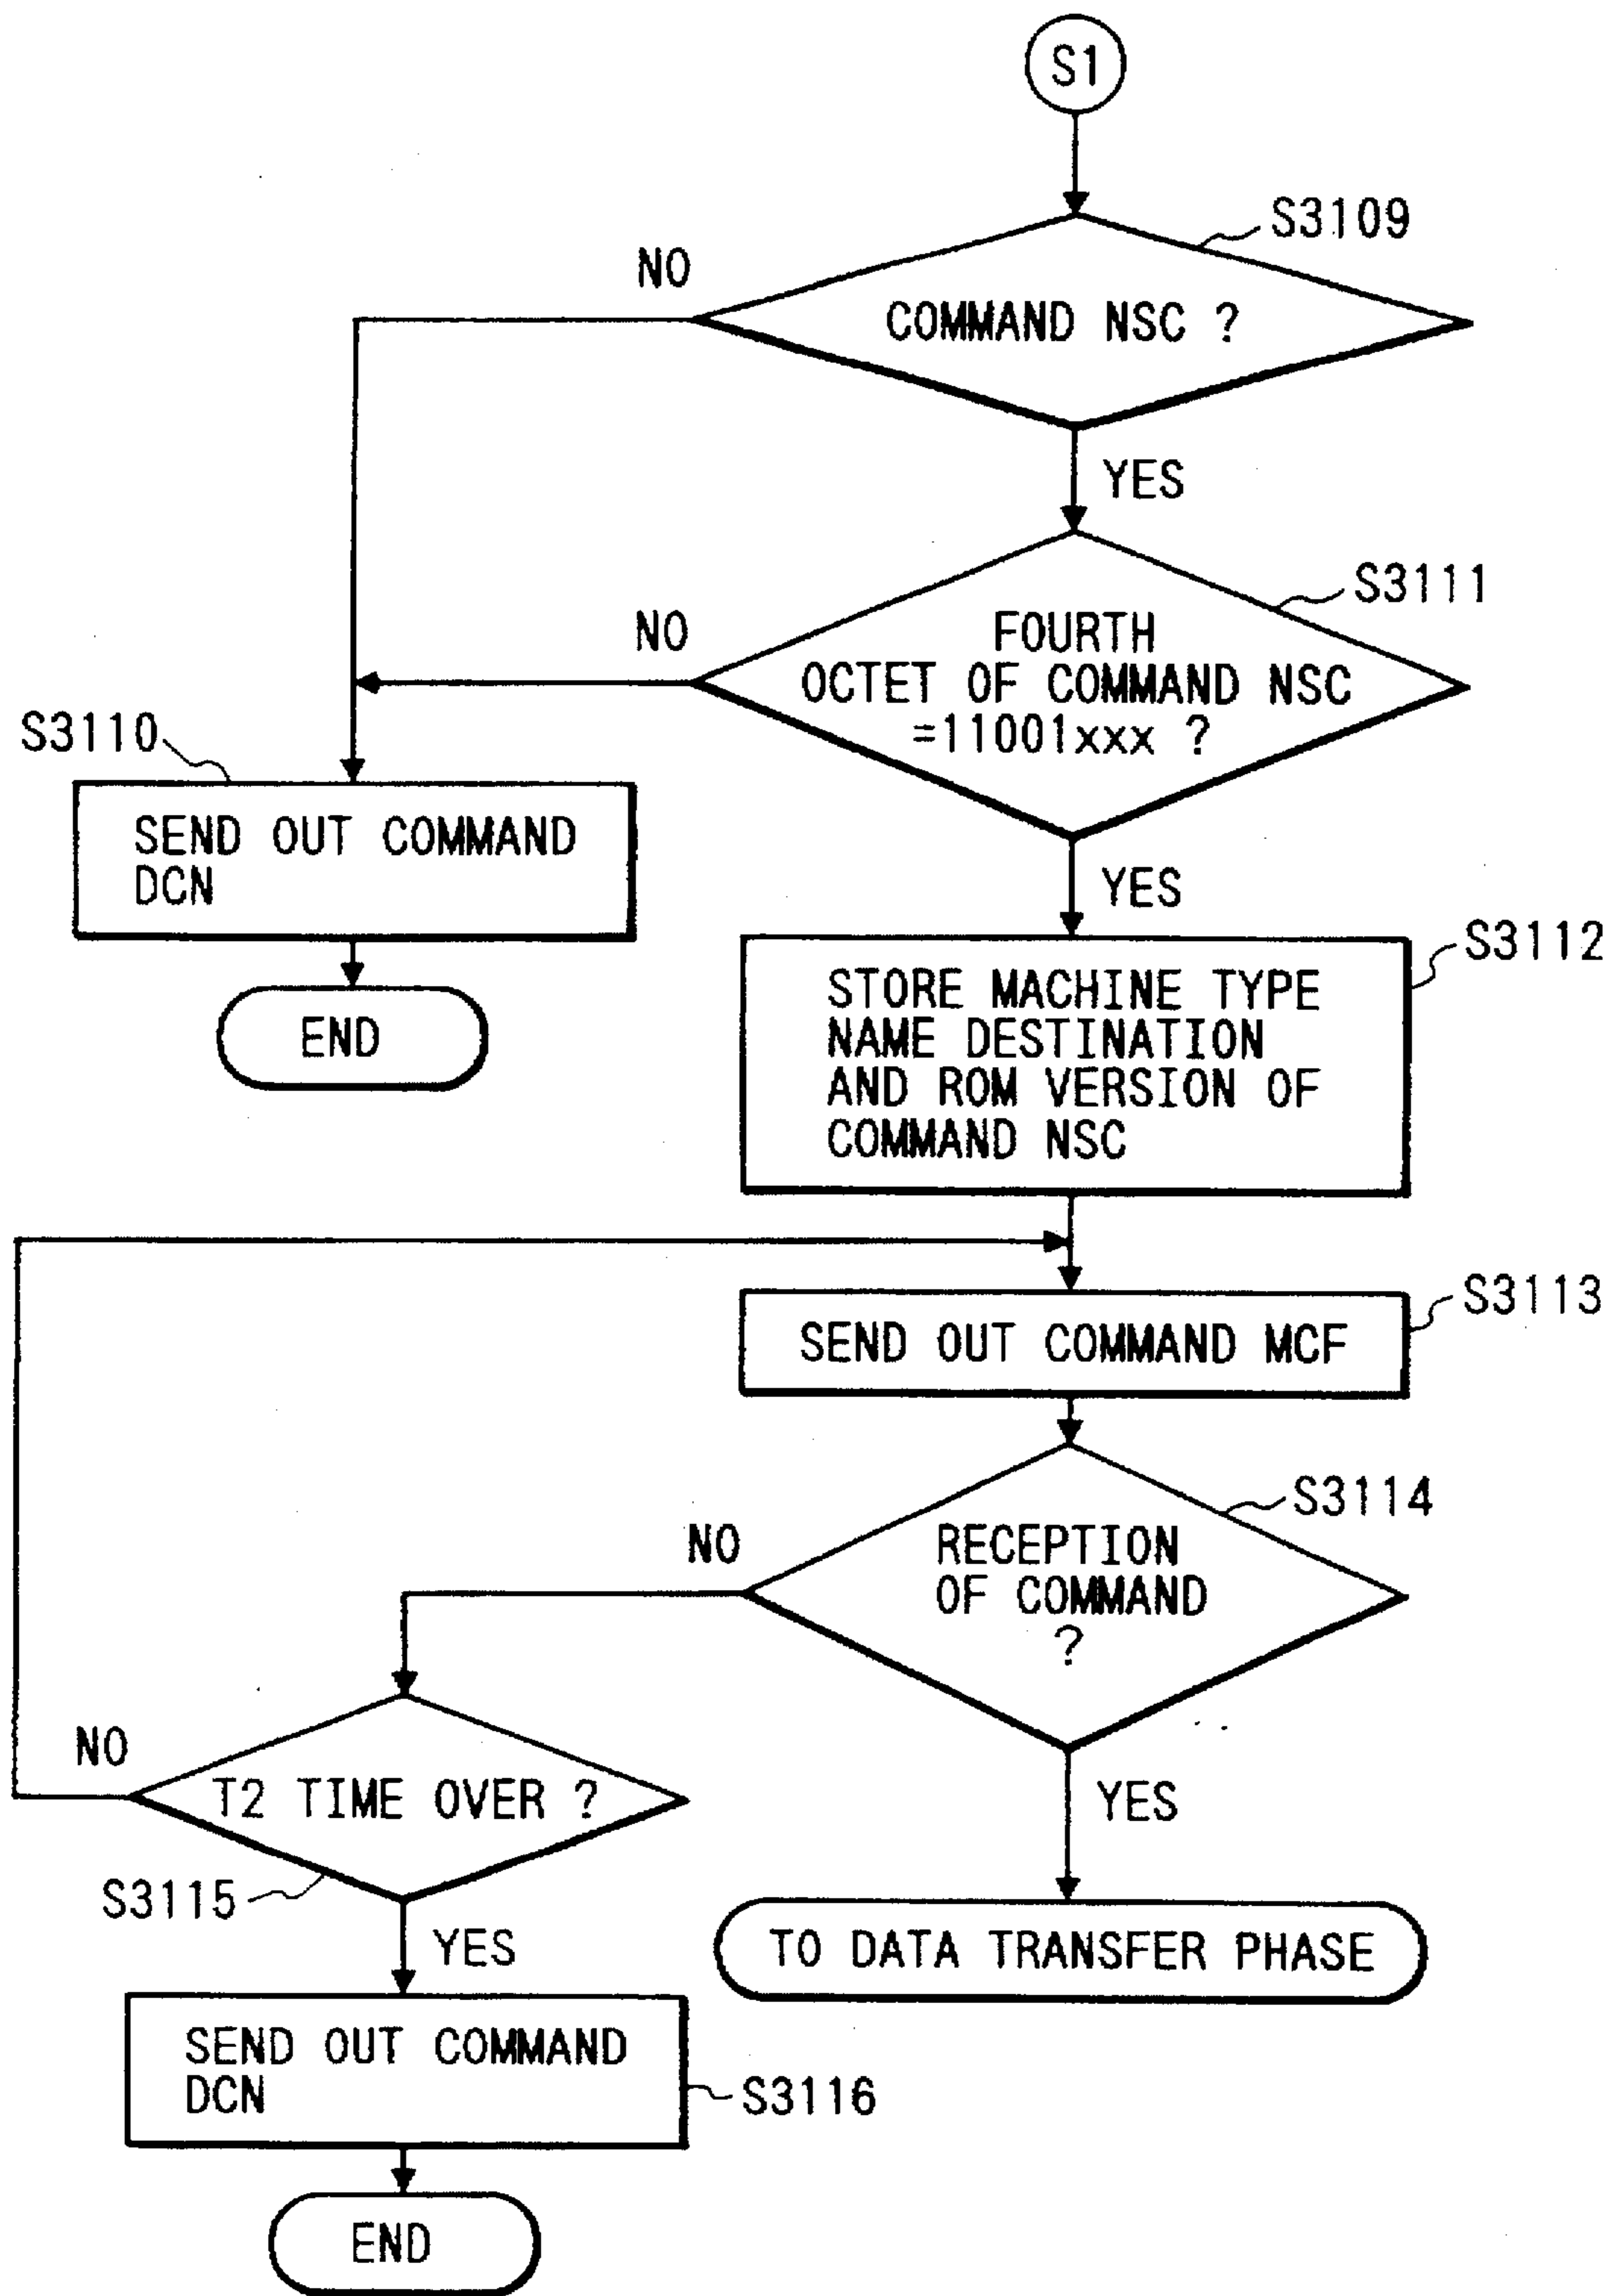 S1
S3109
NO
COMMAND NSC ?
YES
S3111
NO
FOURTH
OCTET OF COMMAND NSC
=11001xxx ?
S3110
SEND OUT COMMAND
DCN
YES
END
S3112
STORE MACHINE TYPE
NAME DESTINATION
AND ROM VERSION OF
COMMAND NSC
S3113
SEND OUT COMMAND MCF
S3114
NO
RECEPTION
OF COMMAND
?
NO
T2 TIME OVER ?
YES
S3115
YES
TO DATA TRANSFER PHASE
SEND OUT COMMAND
DCN
S3116
END